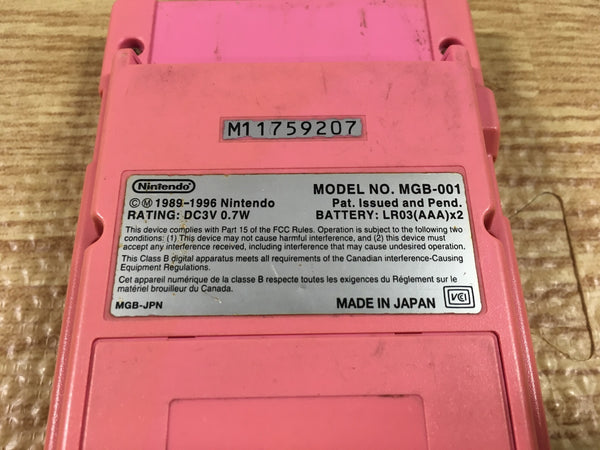 M11759207
Nintendo
©Ⓜ 1989-1996 Nintendo
MODEL NO. MGB-001
Pat. Issued and Pend.
RATING: DC3V 0.7W
BATTERY: LR03(AAA)x2
This device complies with Part 15 of the FCC Rules. Operation is subject to the following two
conditions: (1) This device may not cause harmful interference, and (2) this device must
accept any interference received, including interference that may cause undesired operation.
This Class B digital apparatus meets all requirements of the Canadian interference-Causing
Equipment Regulations.
Cet appareil numérique de la classe B respecte toutes les exigences du Réglement sur le
matériel brouilleur du Canada.
MGB-JPN
MADE IN JAPAN
VCI